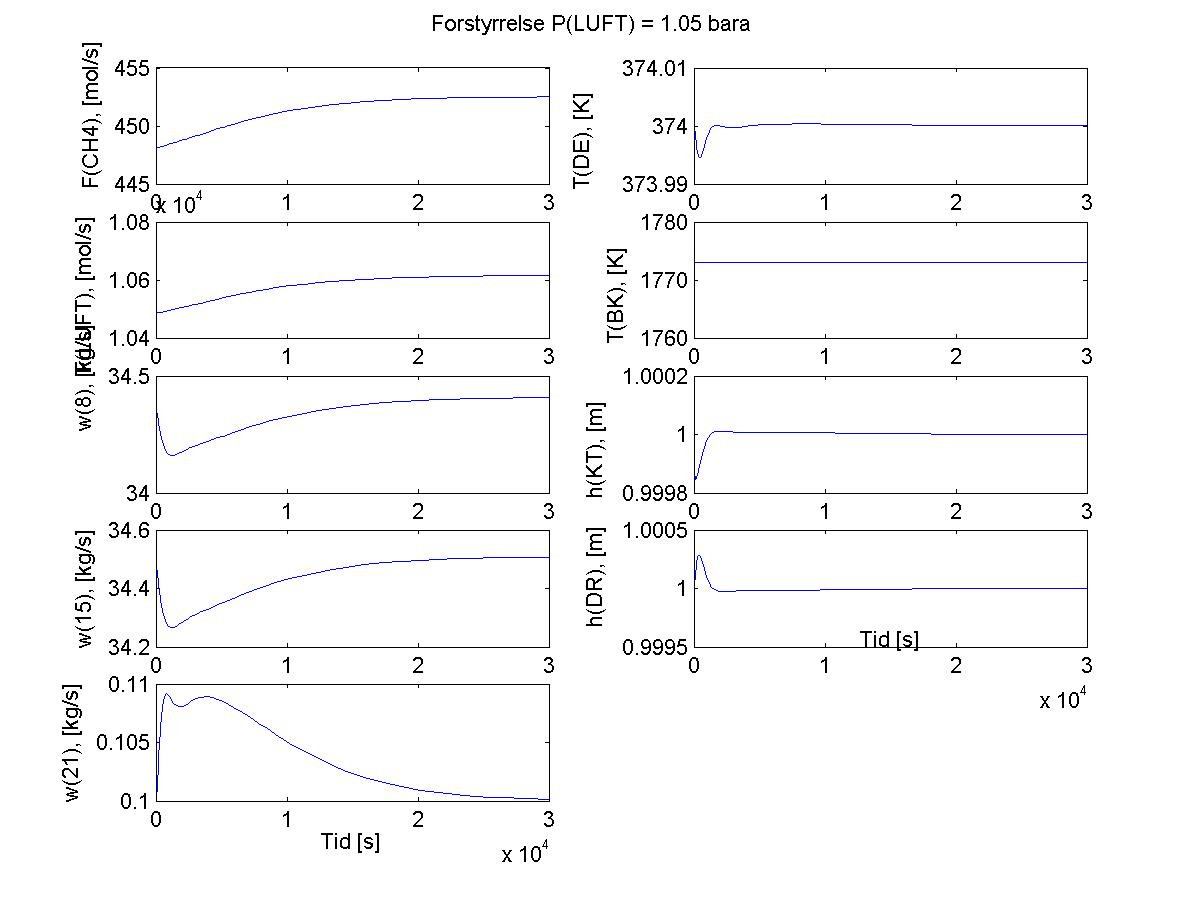 Forstyrrelse P(LUFT) = 1.05 bara
F(CH4), [mol/s]
455
450
445
0 1 2 3
T(DE), [K]
374.01
374
373.99
0 1 2 3
x 10^4
F(LUFT), [mol/s]
1.08
1.06
1.04
0 1 2 3
T(BK), [K]
1780
1770
1760
0 1 2 3
w(8), [kg/s]
34.5
34
0 1 2 3
h(KT), [m]
1.0002
1
0.9998
0 1 2 3
w(15), [kg/s]
34.6
34.4
34.2
0 1 2 3
h(DR), [m]
1.0005
1
0.9995
Tid [s]
0 1 2 3
x 10^4
w(21), [kg/s]
0.11
0.105
0.1
0 1 2 3
Tid [s]
x 10^4